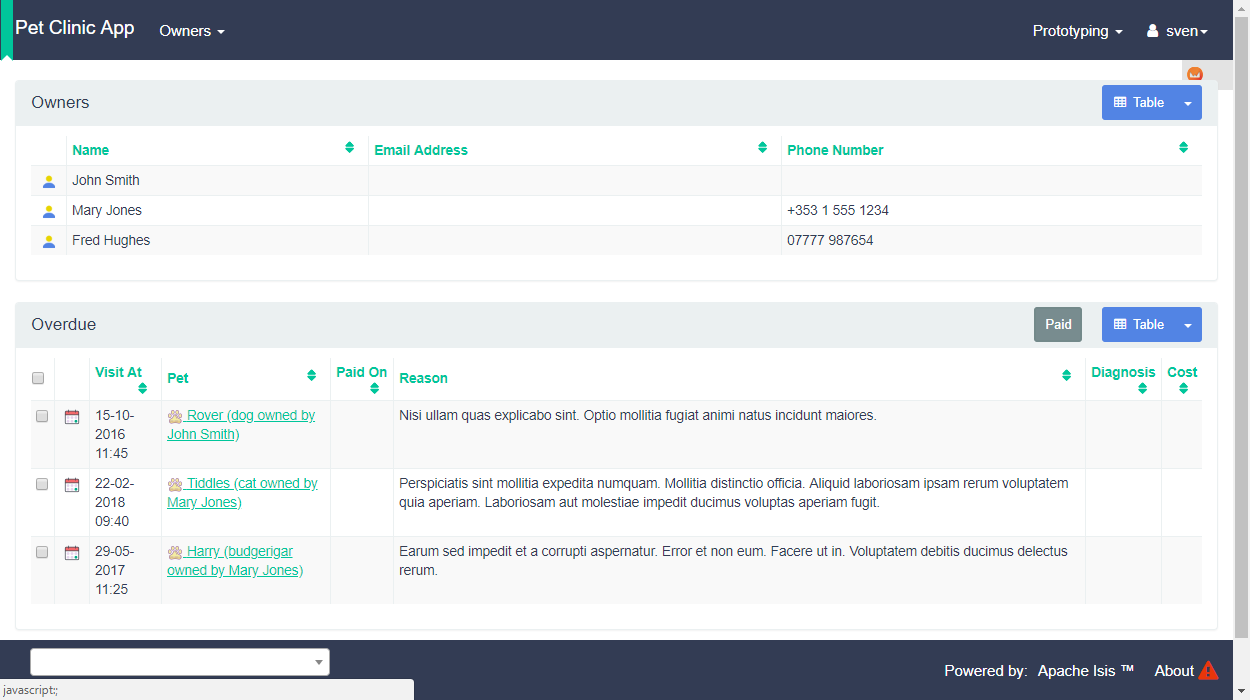 Pet Clinic App Owners Prototyping sven
Owners Table
Name Email Address Phone Number
John Smith
Mary Jones +353 1 555 1234
Fred Hughes 07777 987654
Overdue Paid Table
Visit At Pet Paid On Reason Diagnosis Cost
15-10-
2016
11:45
Rover (dog owned by
John Smith)
Nisi ullam quas explicabo sint. Optio mollitia fugiat animi natus incidunt maiores.
22-02-
2018
09:40
Tiddles (cat owned by
Mary Jones)
Perspiciatis sint mollitia expedita numquam. Mollitia distinctio officia. Aliquid laboriosam ipsam rerum voluptatem
quia aperiam. Laboriosam aut molestiae impedit ducimus voluptas aperiam fugit.
29-05-
2017
11:25
Harry (budgerigar
owned by Mary Jones)
Earum sed impedit et a corrupti aspernatur. Error et non eum. Facere ut in. Voluptatem debitis ducimus delectus
rerum.
Powered by: Apache Isis ™ About
javascript:;